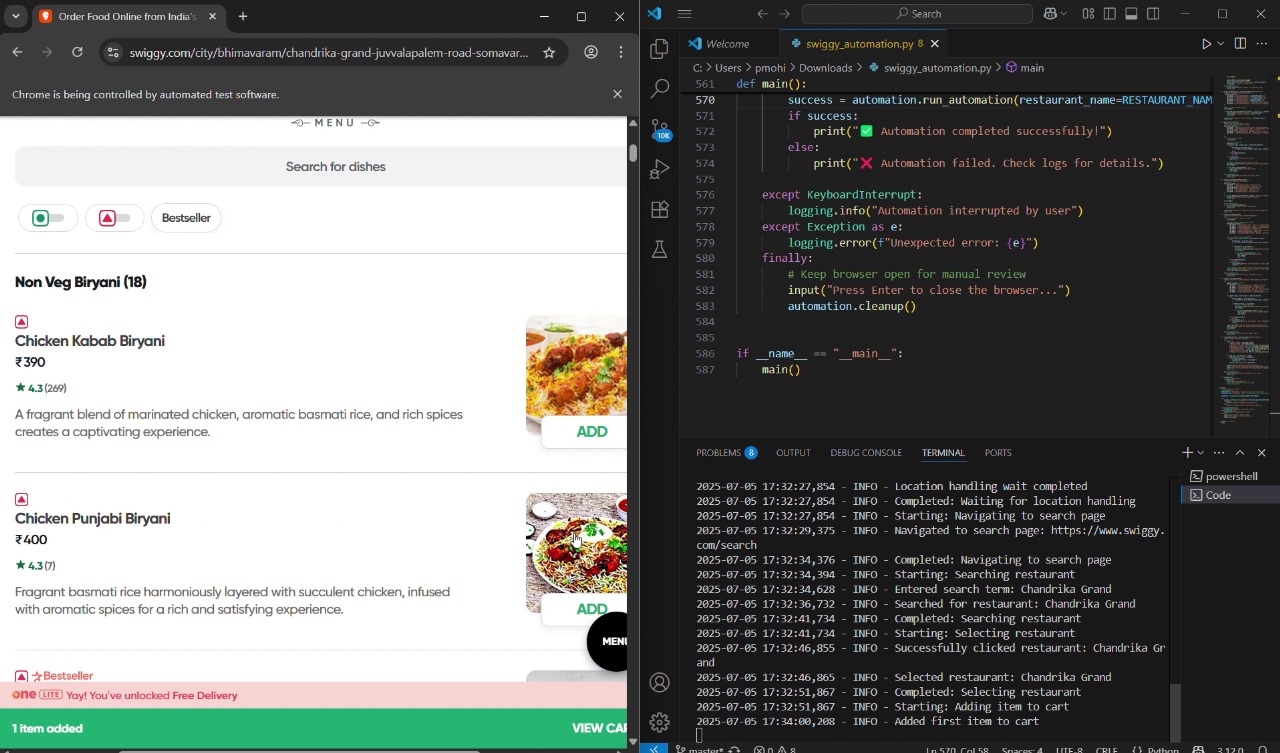 Order Food Online from India's
swiggy.com/city/bhimavaram/chandrika-grand-juvvalapalem-road-somavar...
Chrome is being controlled by automated test software.
MENU
Search for dishes
Bestseller
Non Veg Biryani (18)
Chicken Kabab Biryani
₹390
4.3 (269)
A fragrant blend of marinated chicken, aromatic basmati rice, and rich spices
creates a captivating experience.
ADD
Chicken Punjabi Biryani
₹400
4.3 (7)
Fragrant basmati rice harmoniously layered with succulent chicken, infused
with aromatic spices for a rich and satisfying experience.
ADD
MENU
Bestseller
one LITE Yay! You've unlocked Free Delivery
1 item added
VIEW CAR
Search
Welcome
swiggy_automation.py 8
C: > Users > pmohi > Downloads > swiggy_automation.py > main
561 def main():
570 success = automation.run_automation(restaurant_name=RESTAURANT_NAM
571 if success:
572 print("✅ Automation completed successfully!")
573 else:
574 print("❌ Automation failed. Check logs for details.")
575
576 except KeyboardInterrupt:
577 logging.info("Automation interrupted by user")
578 except Exception as e:
579 logging.error(f"Unexpected error: {e}")
580 finally:
581 # Keep browser open for manual review
582 input("Press Enter to close the browser...")
583 automation.cleanup()
584
585
586 if __name__ == "__main__":
587 main()
10K
PROBLEMS 8 OUTPUT DEBUG CONSOLE TERMINAL PORTS
powershell
Code
2025-07-05 17:32:27,854 - INFO - Location handling wait completed
2025-07-05 17:32:27,854 - INFO - Completed: Waiting for location handling
2025-07-05 17:32:27,854 - INFO - Starting: Navigating to search page
2025-07-05 17:32:29,375 - INFO - Navigated to search page: https://www.swiggy.
com/search
2025-07-05 17:32:34,376 - INFO - Completed: Navigating to search page
2025-07-05 17:32:34,394 - INFO - Starting: Searching restaurant
2025-07-05 17:32:34,628 - INFO - Entered search term: Chandrika Grand
2025-07-05 17:32:36,732 - INFO - Searched for restaurant: Chandrika Grand
2025-07-05 17:32:41,734 - INFO - Completed: Searching restaurant
2025-07-05 17:32:41,734 - INFO - Starting: Selecting restaurant
2025-07-05 17:32:46,855 - INFO - Successfully clicked restaurant: Chandrika Gr
and
2025-07-05 17:32:46,865 - INFO - Selected restaurant: Chandrika Grand
2025-07-05 17:32:51,867 - INFO - Completed: Selecting restaurant
2025-07-05 17:32:51,867 - INFO - Starting: Adding item to cart
2025-07-05 17:34:00,208 - INFO - Added first item to cart
master* 0 8 Ln 570, Col 58 Spaces: 4 UTF-8 CRLF Python 3.12.0